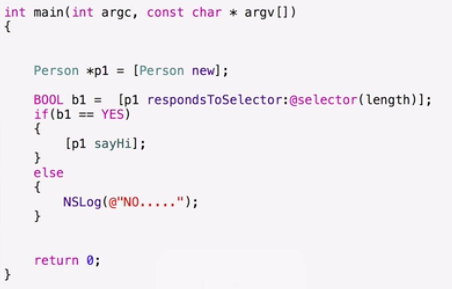 int main(int argc, const char * argv[])
{
    Person *p1 = [Person new];
    BOOL b1 =  [p1 respondsToSelector:@selector(length)];
    if(b1 == YES)
    {
        [p1 sayHi];
    }
    else
    {
        NSLog(@"NO.....");
    }
    return 0;
}